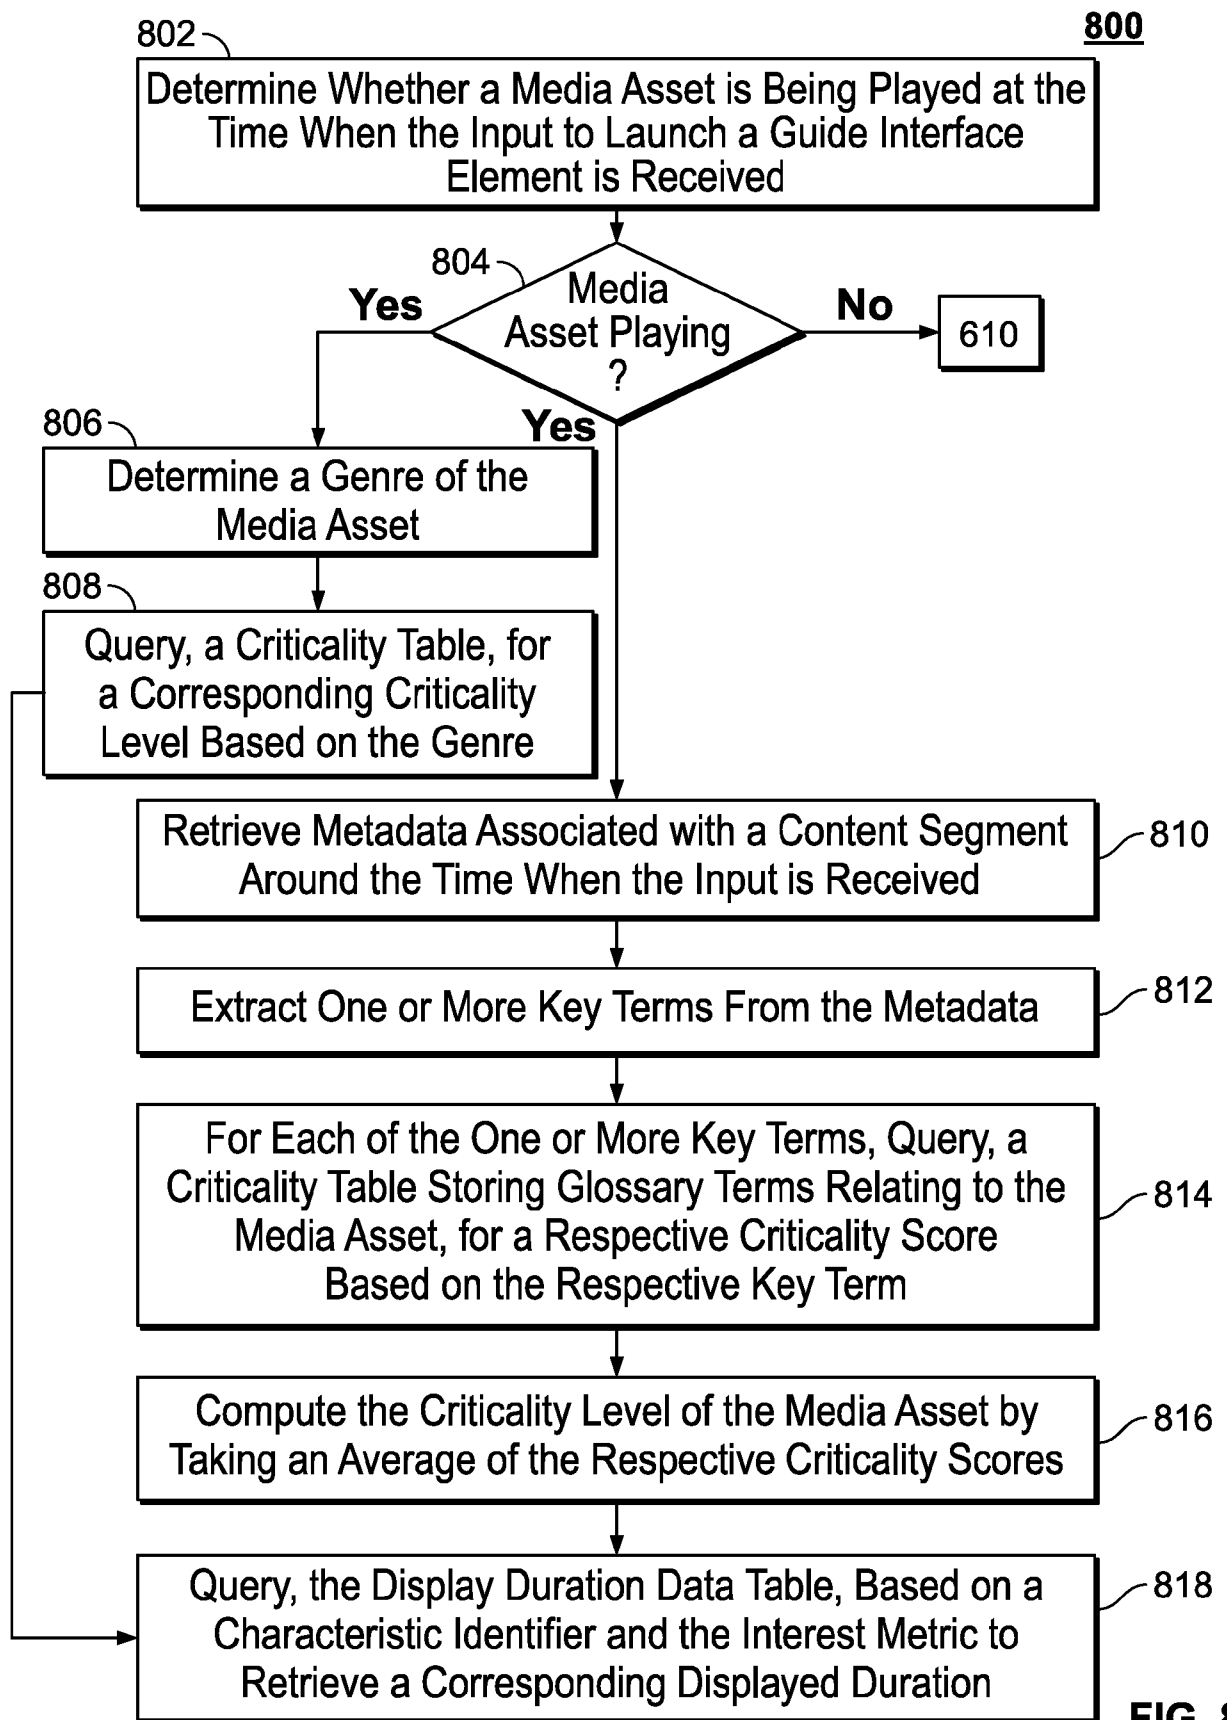 800
802
Determine Whether a Media Asset is Being Played at the
Time When the Input to Launch a Guide Interface
Element is Received
804
Media
Asset Playing
?
Yes
No
610
Yes
806
Determine a Genre of the
Media Asset
808
Query, a Criticality Table, for
a Corresponding Criticality
Level Based on the Genre
Retrieve Metadata Associated with a Content Segment
Around the Time When the Input is Received
810
Extract One or More Key Terms From the Metadata
812
For Each of the One or More Key Terms, Query, a
Criticality Table Storing Glossary Terms Relating to the
Media Asset, for a Respective Criticality Score
Based on the Respective Key Term
814
Compute the Criticality Level of the Media Asset by
Taking an Average of the Respective Criticality Scores
816
Query, the Display Duration Data Table, Based on a
Characteristic Identifier and the Interest Metric to
Retrieve a Corresponding Displayed Duration
818
FIG. 8